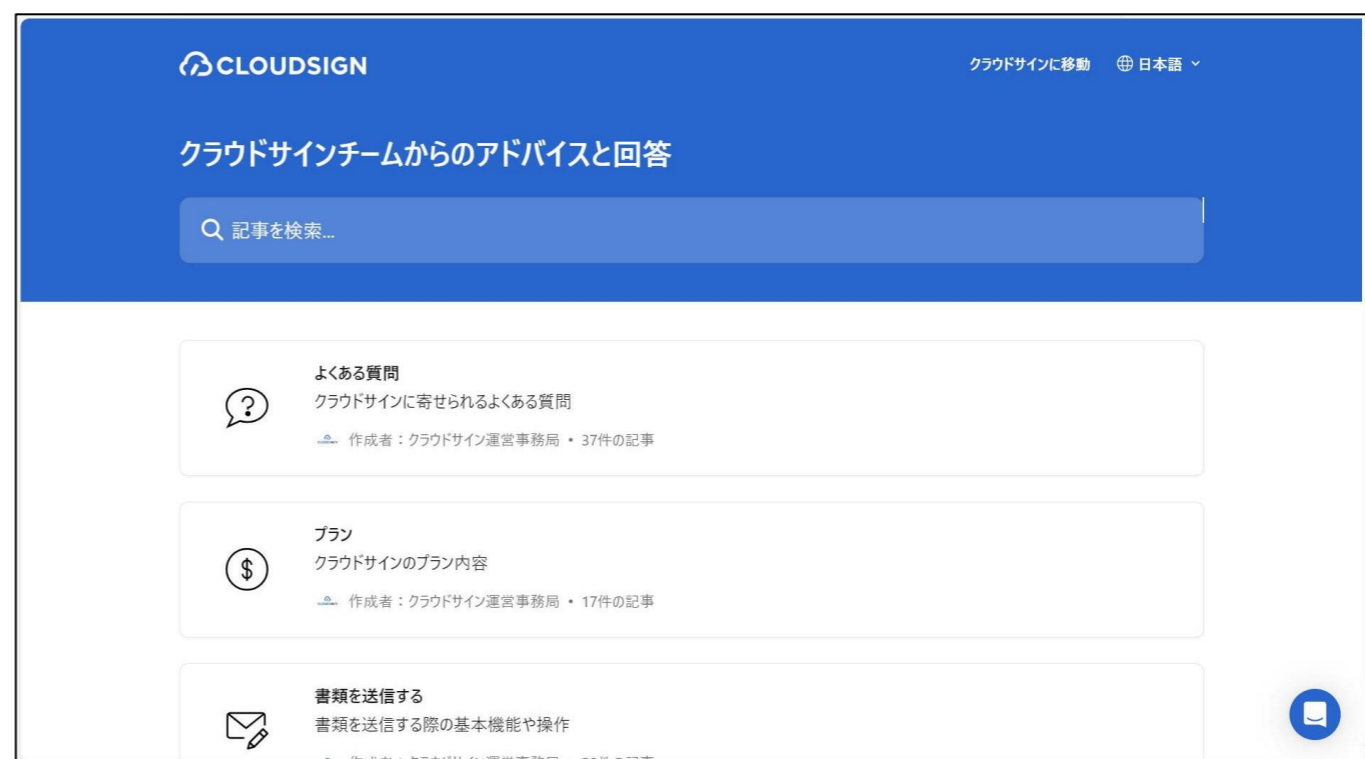 CLOUDSIGN
クラウドサインに移動 日本語
クラウドサインチームからのアドバイスと回答
記事を検索...
よくある質問
クラウドサインに寄せられるよくある質問
作成者：クラウドサイン運営事務局 • 37件の記事
プラン
クラウドサインのプラン内容
作成者：クラウドサイン運営事務局 • 17件の記事
書類を送信する
書類を送信する際の基本機能や操作